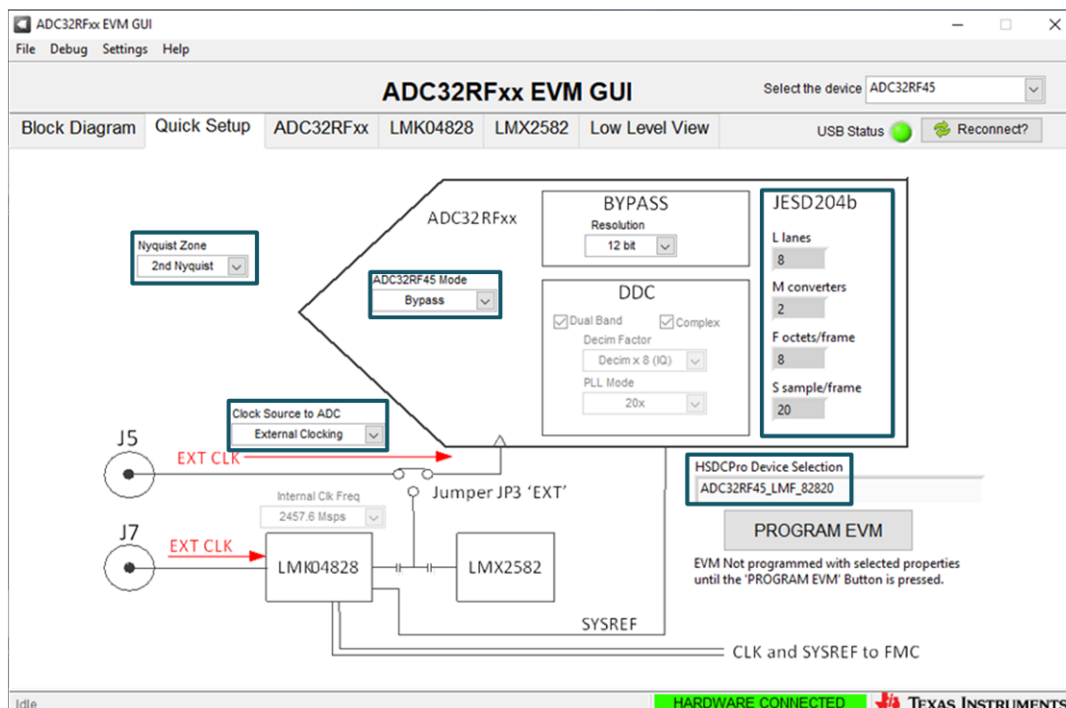 ADC32RFxx EVM GUI
File Debug Settings Help
ADC32RFxx EVM GUI
Select the device ADC32RF45
Block Diagram Quick Setup ADC32RFxx LMK04828 LMX2582 Low Level View
USB Status Reconnect?
Nyquist Zone
2nd Nyquist
ADC32RFxx
ADC32RF45 Mode
Bypass
BYPASS
Resolution
12 bit
DDC
Dual Band Complex
Decim Factor
Decim x 8 (IQ)
PLL Mode
20x
JESD204b
L lanes
8
M converters
2
F octets/frame
8
S sample/frame
20
Clock Source to ADC
External Clocking
J5
EXT CLK
Jumper JP3 'EXT'
Internal Clk Freq
2457.6 Msps
J7
EXT CLK
LMK04828
LMX2582
SYSREF
CLK and SYSREF to FMC
HSDCPro Device Selection
ADC32RF45_LMF_82820
PROGRAM EVM
EVM Not programmed with selected properties
until the 'PROGRAM EVM' Button is pressed.
Idle
HARDWARE CONNECTED
TEXAS INSTRUMENTS